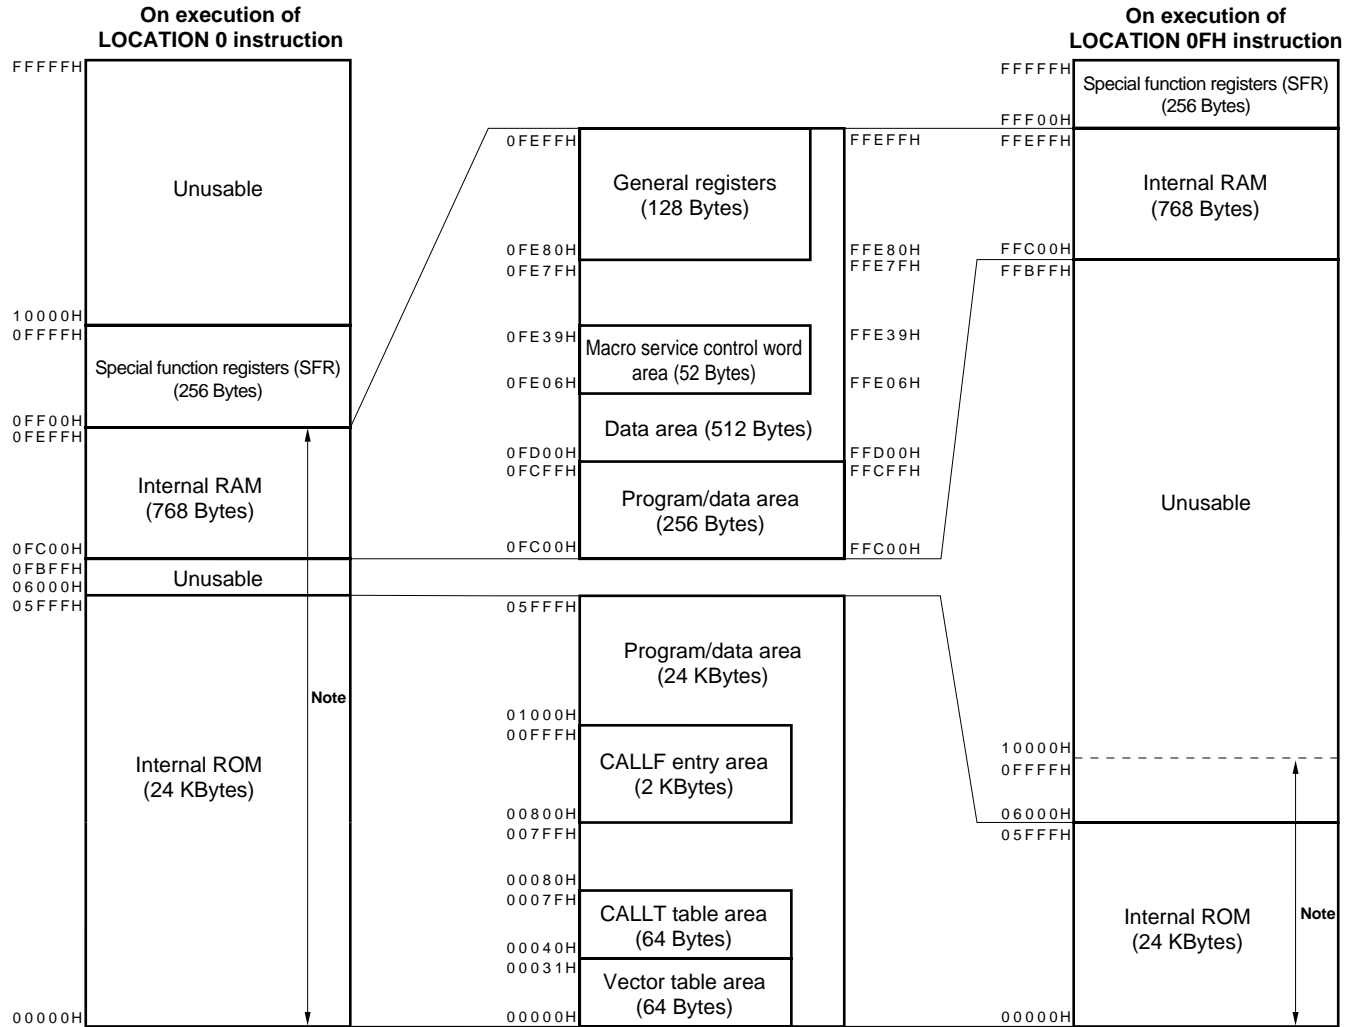 On execution of
LOCATION 0 instruction
FFFFFH
Unusable
10000H
0FFFFH
Special function registers (SFR)
(256 Bytes)
0FF00H
0FEFFH
Internal RAM
(768 Bytes)
0FC00H
0FBFFH
Unusable
06000H
05FFFH
Note
Internal ROM
(24 KBytes)
00000H
0FEFFH
General registers
(128 Bytes)
0FE80H
0FE7FH
0FE39H
Macro service control word
area (52 Bytes)
0FE06H
Data area (512 Bytes)
0FD00H
0FCFFH
Program/data area
(256 Bytes)
0FC00H
FFEFFH
FFE80H
FFE7FH
FFE39H
FFE06H
FFD00H
FFCFFH
FFC00H
05FFFH
Program/data area
(24 KBytes)
01000H
00FFFH
CALLF entry area
(2 KBytes)
00800H
007FFH
00080H
0007FH
CALLT table area
(64 Bytes)
00040H
00031H
Vector table area
(64 Bytes)
00000H
On execution of
LOCATION 0FH instruction
FFFFFH
Special function registers (SFR)
(256 Bytes)
FFF00H
FFEFFH
Internal RAM
(768 Bytes)
FFC00H
FFBFFH
Unusable
10000H
0FFFFH
06000H
05FFFH
Internal ROM
(24 KBytes)
Note
00000H